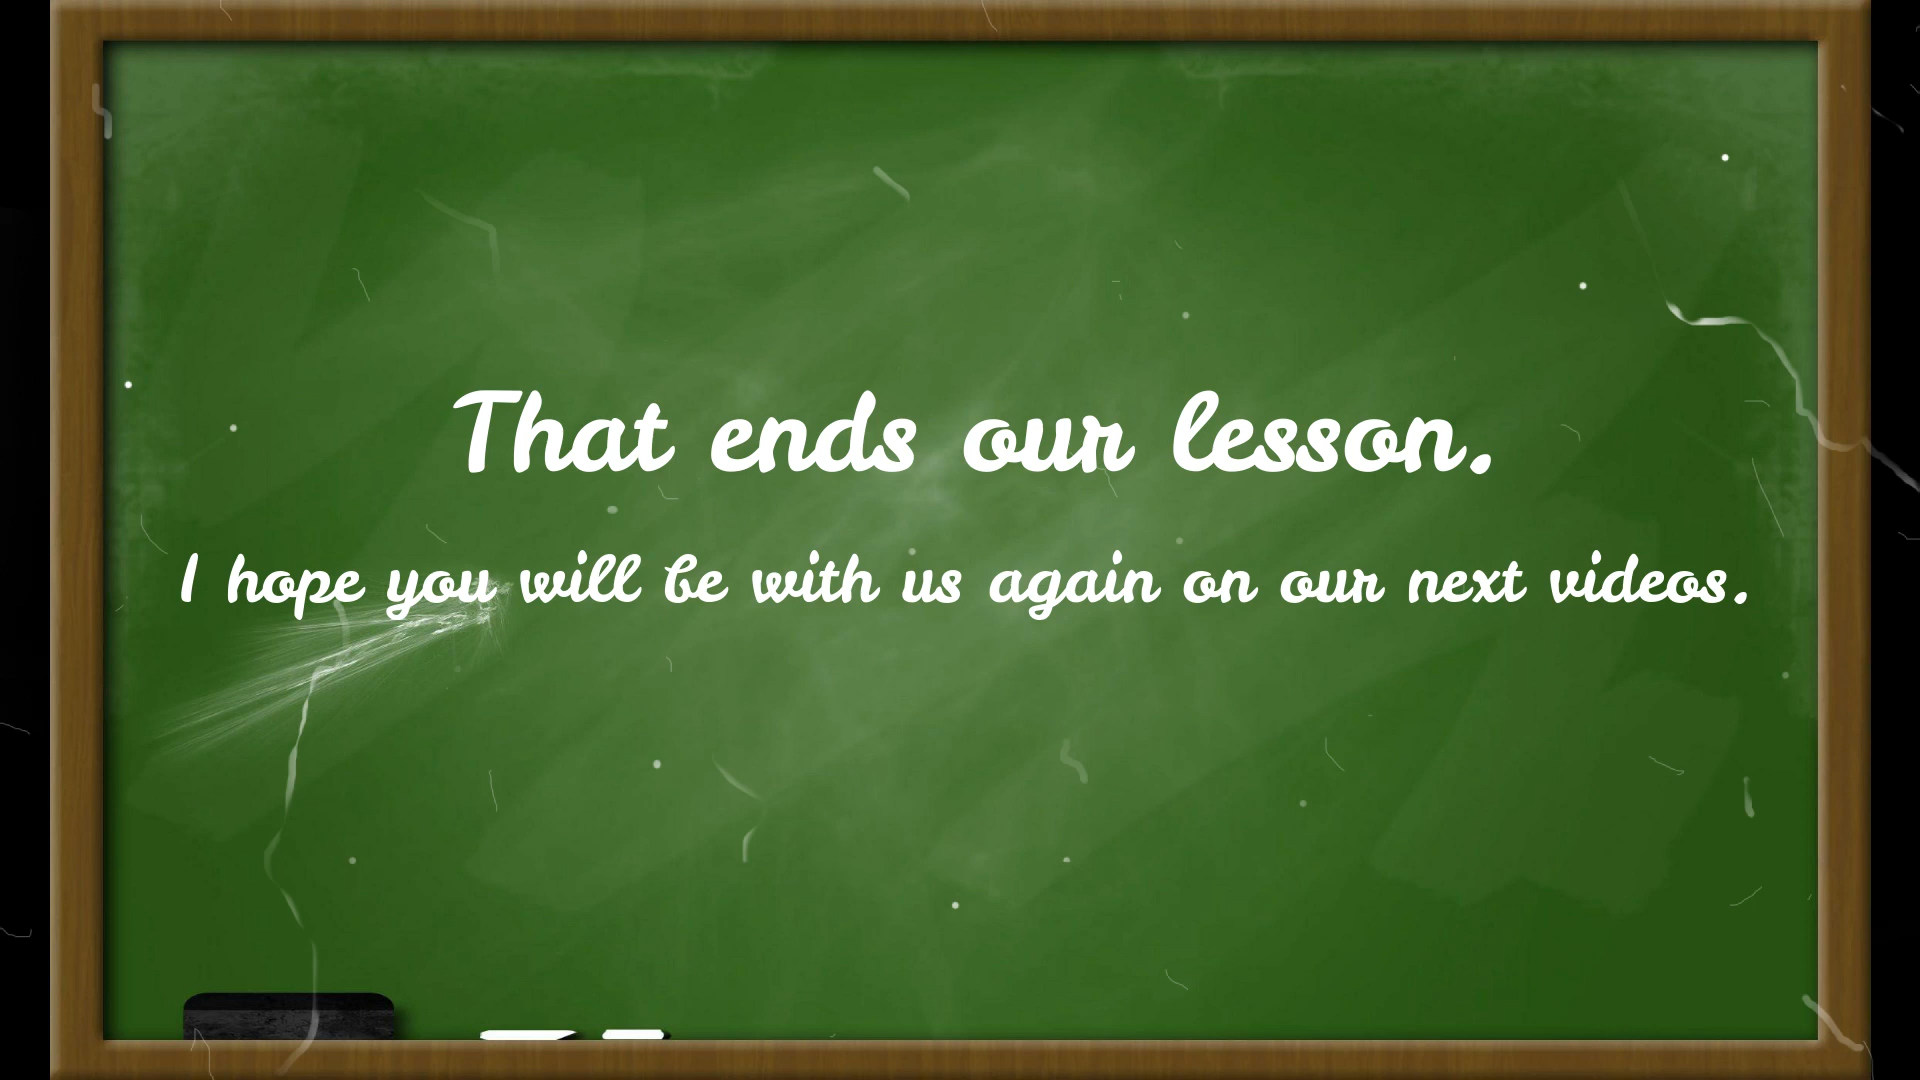 That ends our lesson.
I hope you will be with us again on our next videos.